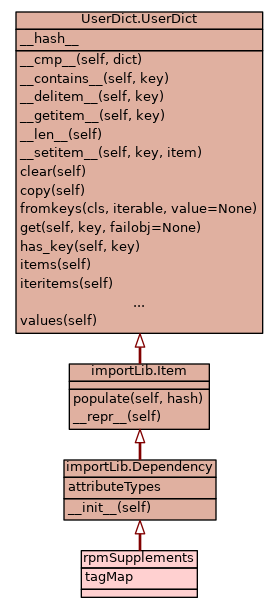 UserDict.UserDict
__hash__
__cmp__(self, dict)
__contains__(self, key)
__delitem__(self, key)
__getitem__(self, key)
__len__(self)
__setitem__(self, key, item)
clear(self)
copy(self)
fromkeys(cls, iterable, value=None)
get(self, key, failobj=None)
has_key(self, key)
items(self)
iteritems(self)
...
values(self)
importLib.Item
populate(self, hash)
__repr__(self)
importLib.Dependency
attributeTypes
__init__(self)
rpmSupplements
tagMap